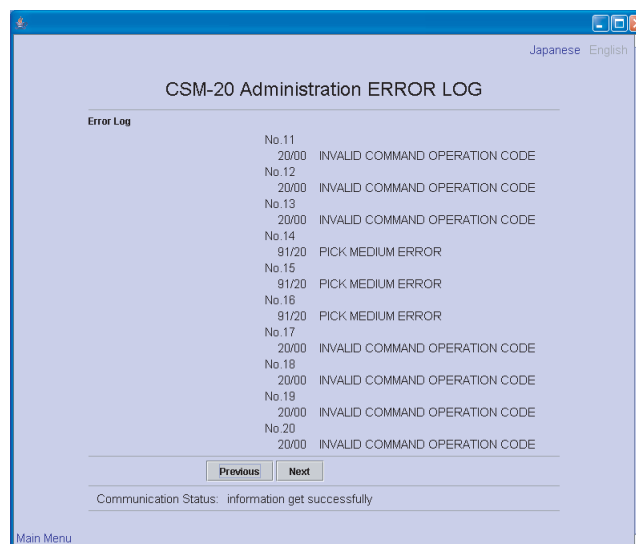 Japanese English
CSM-20 Administration ERROR LOG
Error Log
No.11
20/00 INVALID COMMAND OPERATION CODE
No.12
20/00 INVALID COMMAND OPERATION CODE
No.13
20/00 INVALID COMMAND OPERATION CODE
No.14
91/20 PICK MEDIUM ERROR
No.15
91/20 PICK MEDIUM ERROR
No.16
91/20 PICK MEDIUM ERROR
No.17
20/00 INVALID COMMAND OPERATION CODE
No.18
20/00 INVALID COMMAND OPERATION CODE
No.19
20/00 INVALID COMMAND OPERATION CODE
No.20
20/00 INVALID COMMAND OPERATION CODE
Previous Next
Communication Status: information get successfully
Main Menu